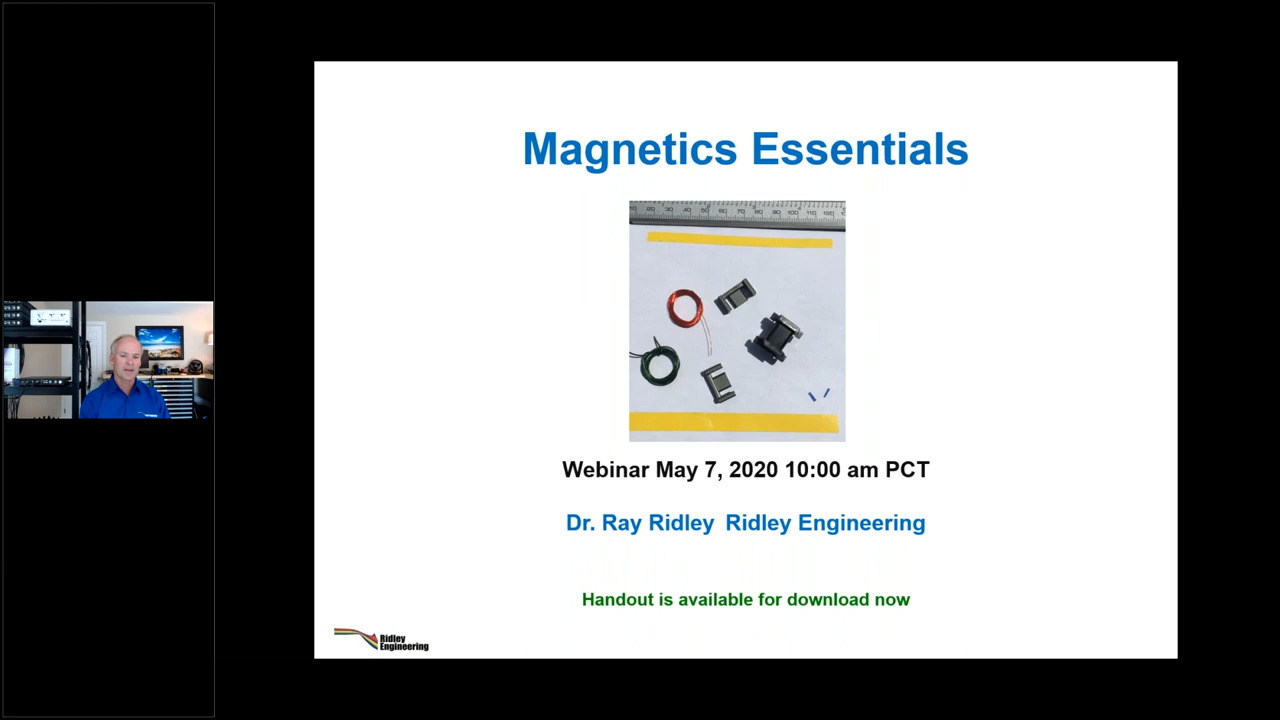 Magnetics Essentials
Webinar May 7, 2020 10:00 am PCT
Dr. Ray Ridley Ridley Engineering
Handout is available for download now
Ridley
Engineering